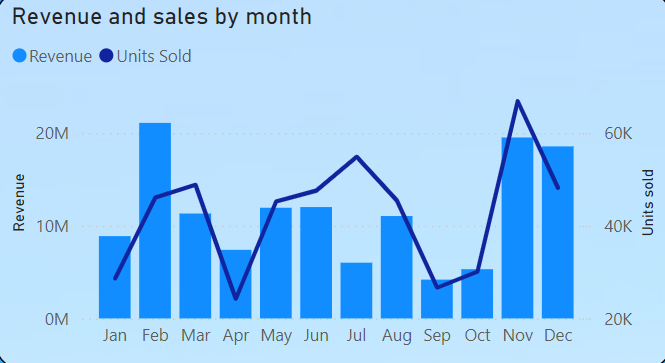 Revenue and sales by month
Revenue Units Sold
20M 60K
10M 40K
0M 20K
Revenue
Units sold
Jan Feb Mar Apr May Jun Jul Aug Sep Oct Nov Dec